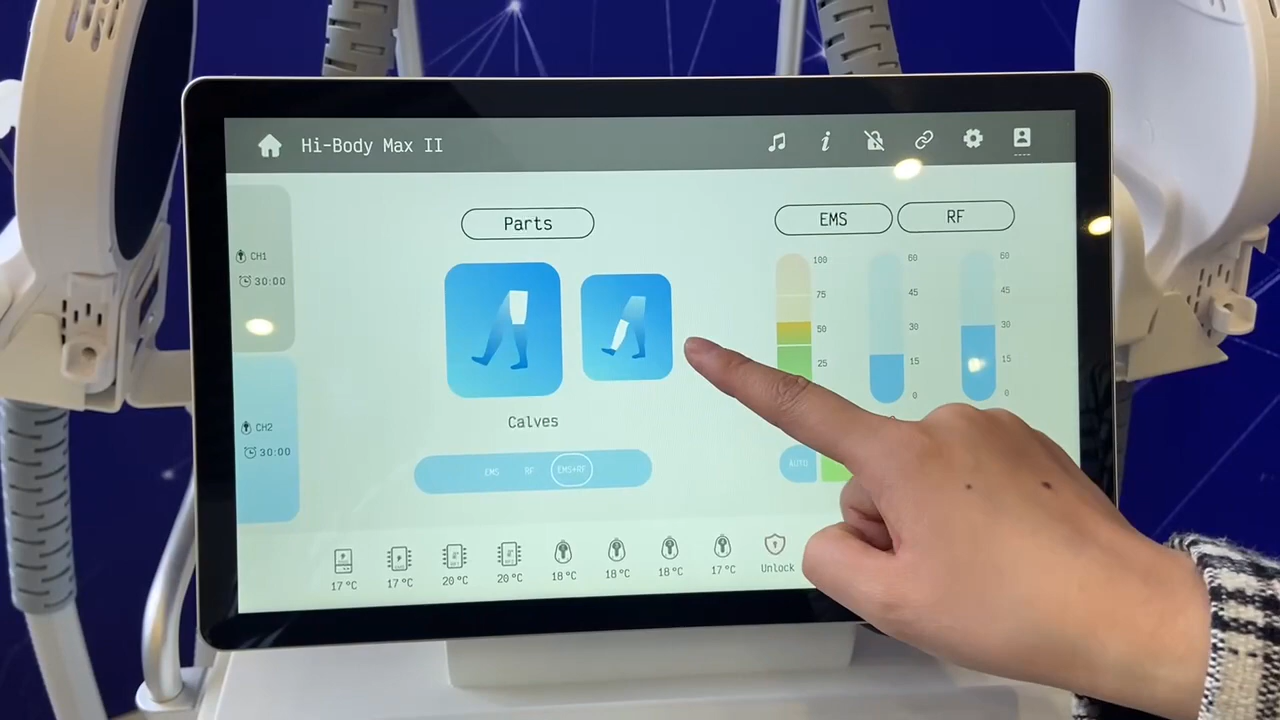 Hi-Body Max II
CH1
30:00
CH2
30:00
Parts
Calves
EMS RF EMS+RF
EMS RF
100
75
50
25
60
45
30
15
0
60
45
30
15
0
AUTO
17°C 17°C 20°C 20°C 18°C 18°C 18°C 17°C Unlock